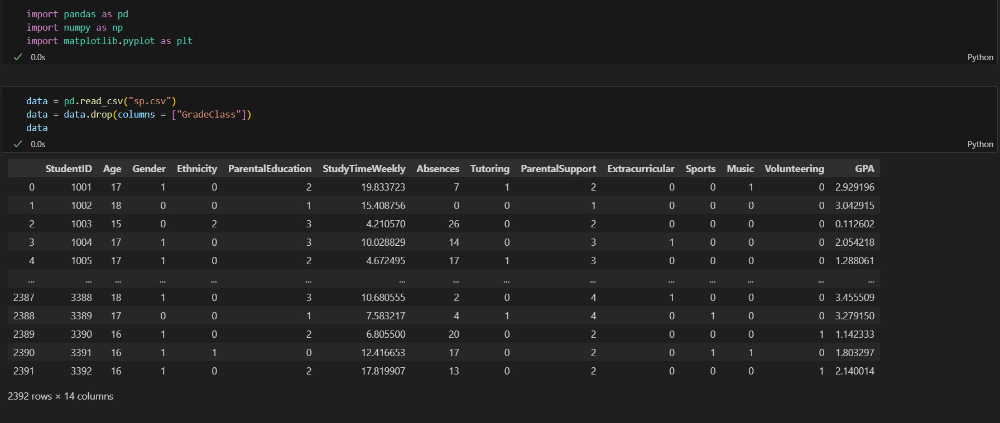 import pandas as pd
import numpy as np
import matplotlib.pyplot as plt
✓ 0.0s Python
data = pd.read_csv("sp.csv")
data = data.drop(columns = ["GradeClass"])
data
✓ 0.0s Python
StudentID Age Gender Ethnicity ParentalEducation StudyTimeWeekly Absences Tutoring ParentalSupport Extracurricular Sports Music Volunteering GPA
0 1001 17 1 0 2 19.833723 7 1 2 0 0 1 0 2.929196
1 1002 18 0 0 1 15.408756 0 0 1 0 0 0 0 3.042915
2 1003 15 0 2 3 4.210570 26 0 2 0 0 0 0 0.112602
3 1004 17 1 0 3 10.028829 14 0 3 1 0 0 0 2.054218
4 1005 17 1 0 2 4.672495 17 1 3 0 0 0 0 1.288061
... ... ... ... ... ... ... ... ... ... ... ... ... ... ...
2387 3388 18 1 0 3 10.680555 2 0 4 1 0 0 0 3.455509
2388 3389 17 0 0 1 7.583217 4 1 4 0 1 0 0 3.279150
2389 3390 16 1 0 2 6.805500 20 0 2 0 0 0 1 1.142333
2390 3391 16 1 1 0 12.416653 17 0 2 0 1 1 0 1.803297
2391 3392 16 1 0 2 17.819907 13 0 2 0 0 0 1 2.140014
2392 rows × 14 columns